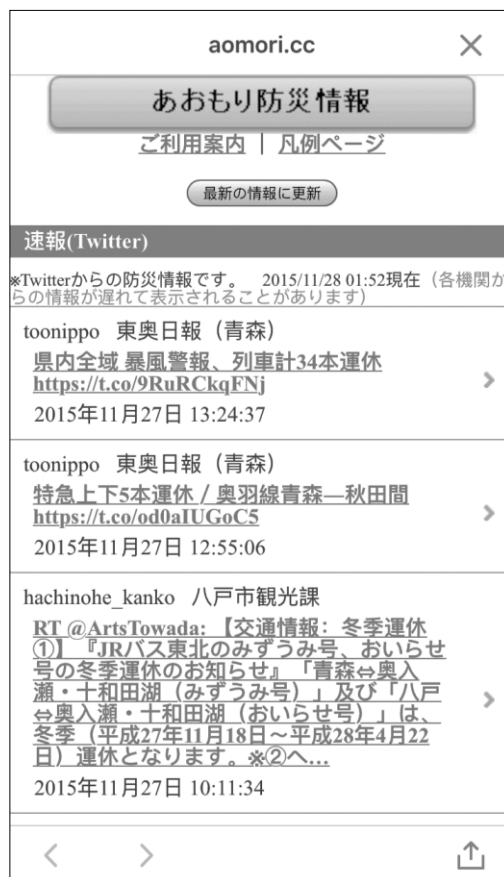 aomori.cc
あおもり防災情報
ご利用案内 | 凡例ページ
最新の情報に更新
速報(Twitter)
※Twitterからの防災情報です。 2015/11/28 01:52現在（各機関か
らの情報が遅れて表示されることがあります）
toonippo 東奥日報（青森）
県内全域 暴風警報、列車計34本運休
https://t.co/9RuRCkqFNj
2015年11月27日 13:24:37
toonippo 東奥日報（青森）
特急上下5本運休 / 奥羽線青森―秋田間
https://t.co/od0aIUGoC5
2015年11月27日 12:55:06
hachinohe_kanko 八戸市観光課
RT @ArtsTowada: 【交通情報：冬季運休
①】『JRバス東北のみずうみ号、おいらせ
号の冬季運休のお知らせ』「青森⇔奥入
瀬・十和田湖（みずうみ号）」及び「八戸
⇔奥入瀬・十和田湖（おいらせ号）」は、
冬季（平成27年11月18日～平成28年4月22
日）運休となります。※②へ...
2015年11月27日 10:11:34